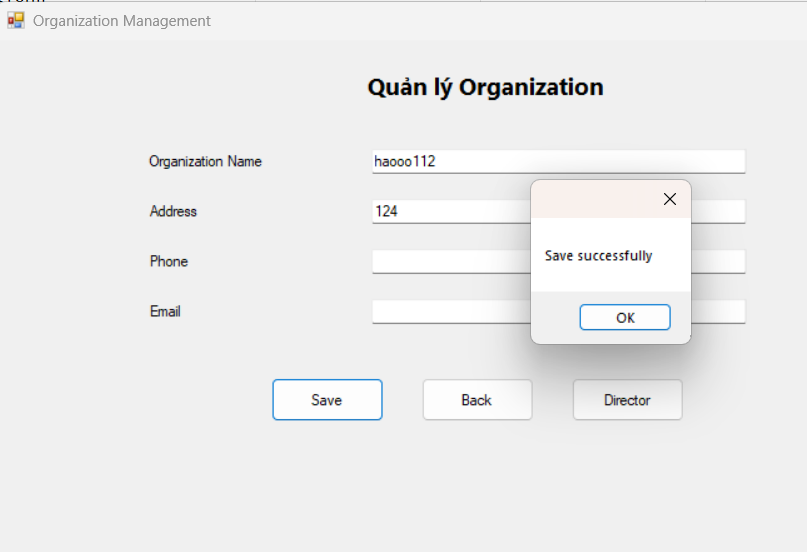 Organization Management
Quản lý Organization
Organization Name
haooo112
Address
124
Phone
Email
Save successfully
OK
Save
Back
Director